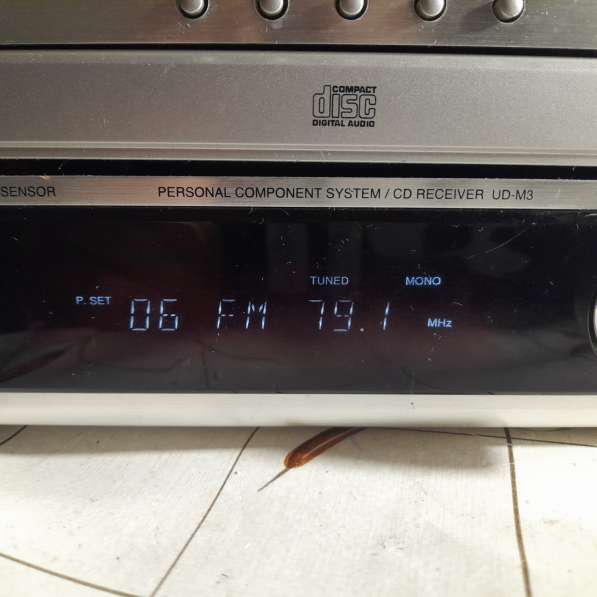 COMPACT
disc
DIGITAL AUDIO
SENSOR PERSONAL COMPONENT SYSTEM / CD RECEIVER UD-M3
TUNED MONO
P. SET 06 FM 79.1 MHz